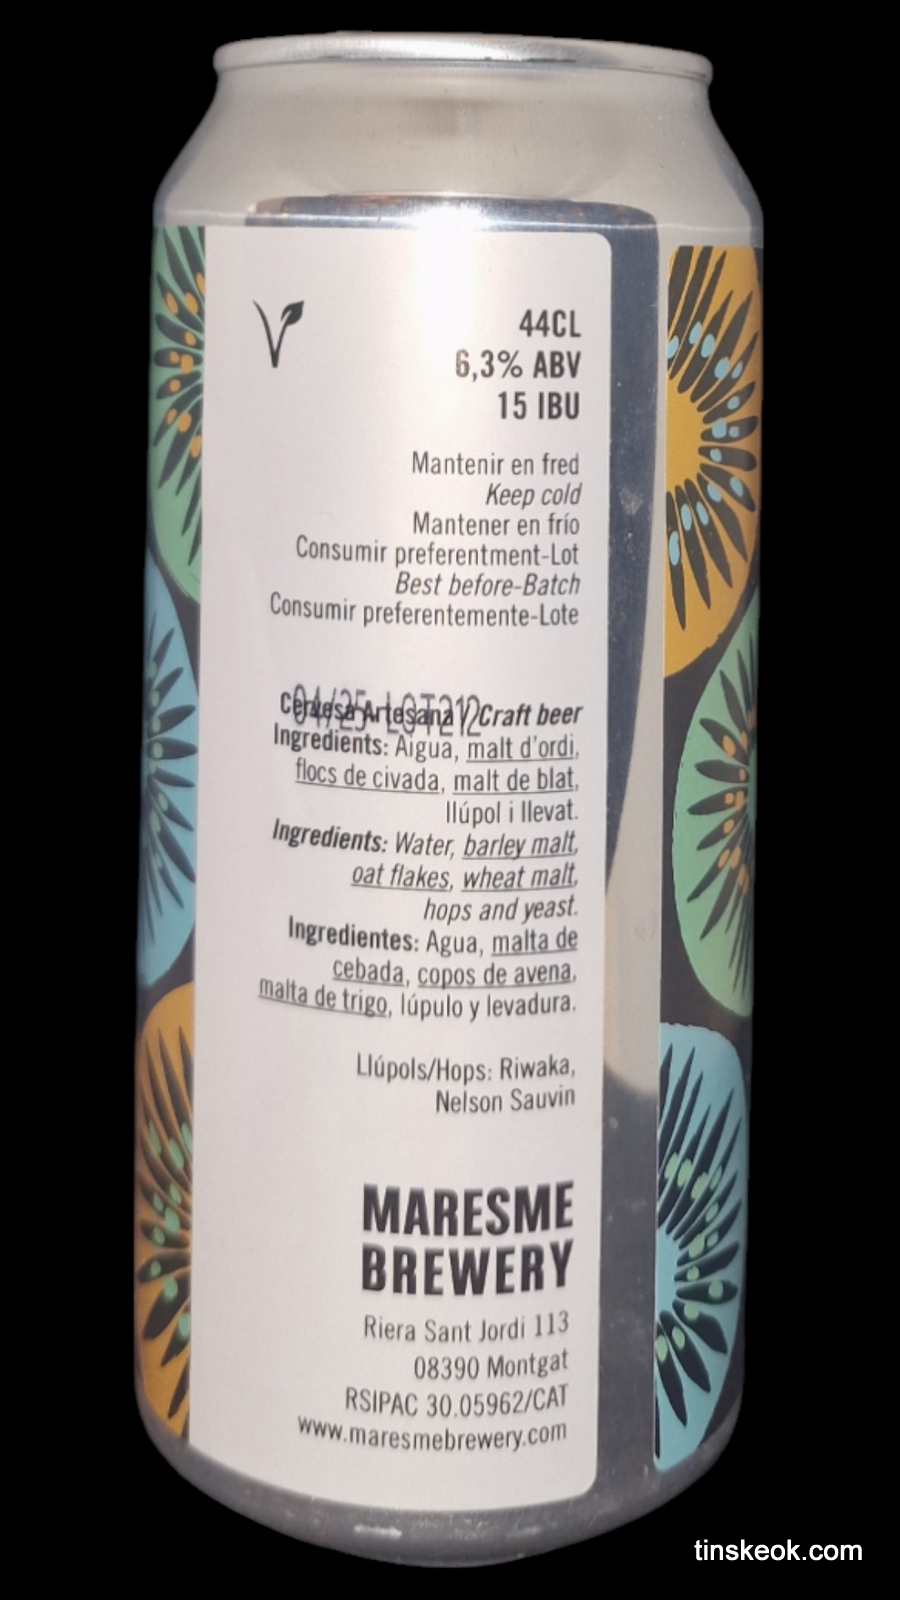 44CL
6,3% ABV
15 IBU
Mantenir en fred
Keep cold
Mantener en frío
Consumir preferentment-Lot
Best before-Batch
Consumir preferentemente-Lote
04/25 LOT212
Cervesa Artesana / Craft beer
Ingredients: Aigua, malt d'ordi,
flocs de civada, malt de blat,
llúpol i llevat.
Ingredients: Water, barley malt,
oat flakes, wheat malt,
hops and yeast.
Ingredientes: Agua, malta de
cebada, copos de avena,
malta de trigo, lúpulo y levadura.
Llúpols/Hops: Riwaka,
Nelson Sauvin
MARESME
BREWERY
Riera Sant Jordi 113
08390 Montgat
RSIPAC 30.05962/CAT
www.maresmebrewery.com
tinskeok.com